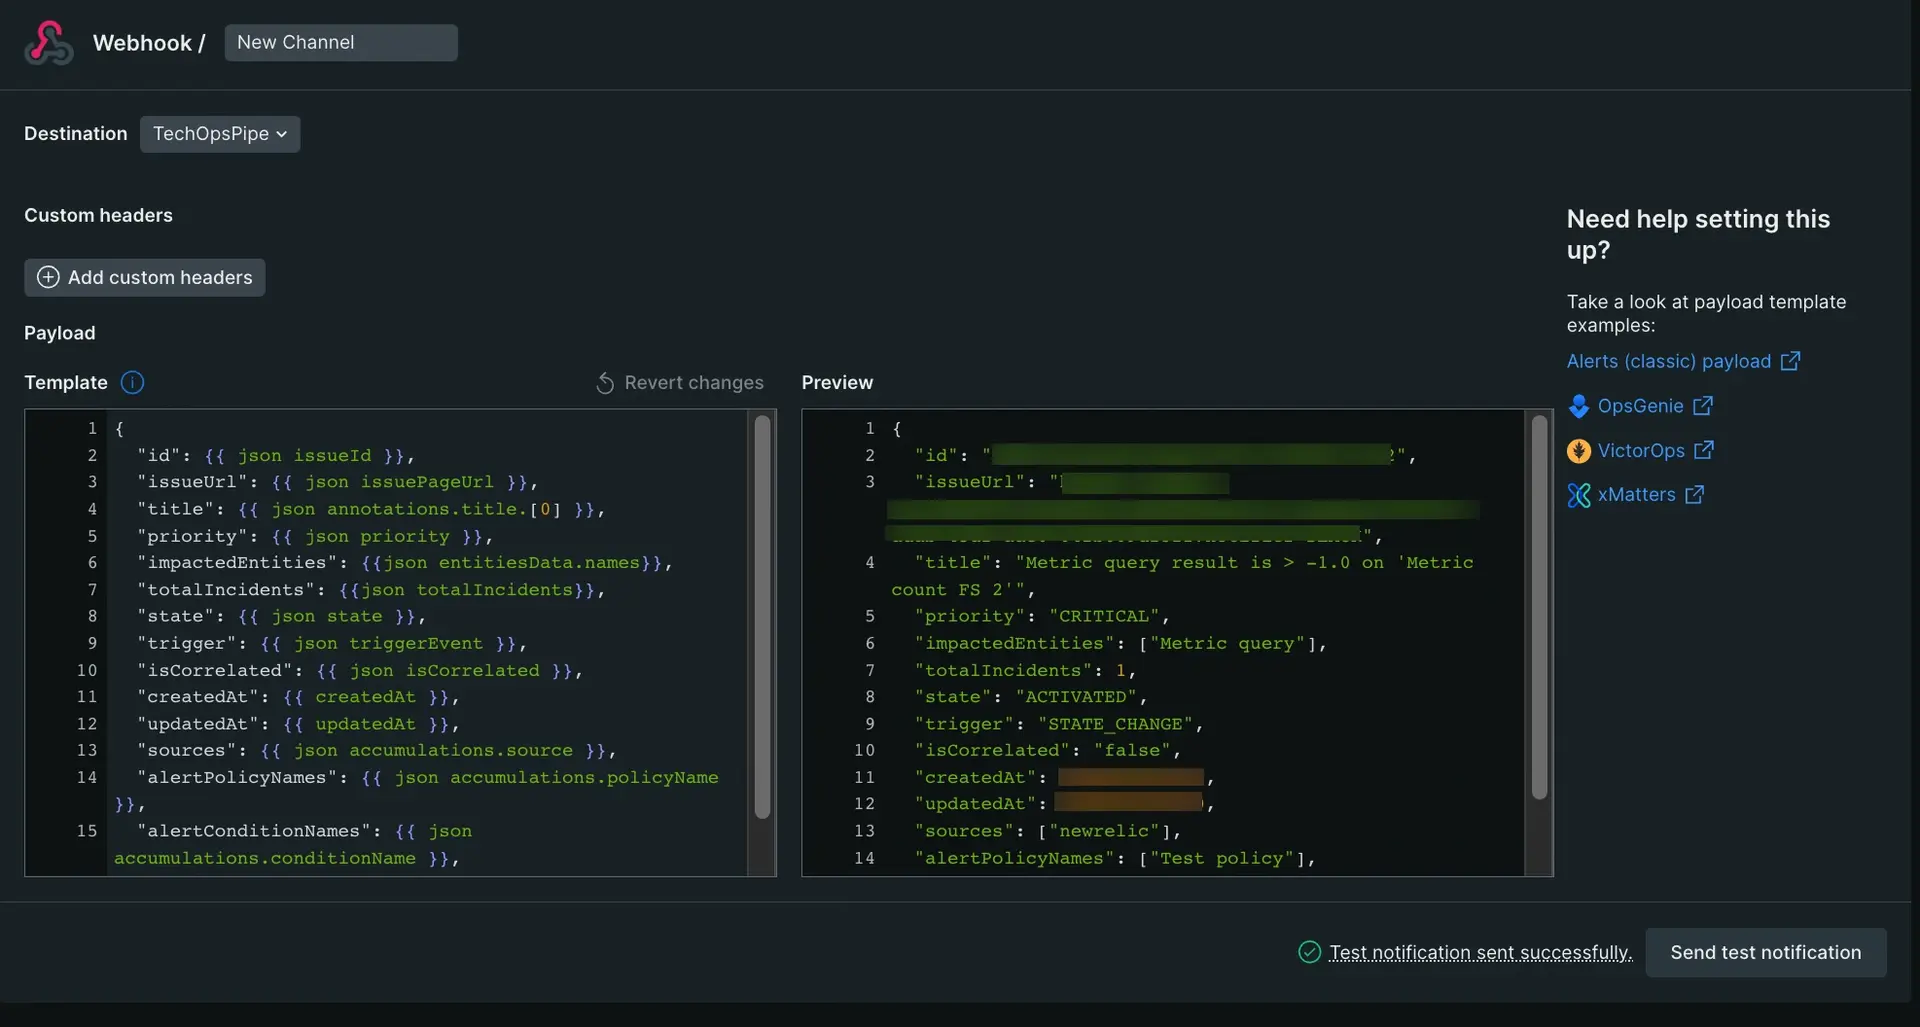 Webhook / New Channel
Destination TechOpsPipe
Custom headers
Add custom headers
Payload
Template Revert changes
1 {
2 "id": {{ json issueId }},
3 "issueUrl": {{ json issuePageUrl }},
4 "title": {{ json annotations.title.[0] }},
5 "priority": {{ json priority }},
6 "impactedEntities": {{json entitiesData.names}},
7 "totalIncidents": {{json totalIncidents}},
8 "state": {{ json state }},
9 "trigger": {{ json triggerEvent }},
10 "isCorrelated": {{ json isCorrelated }},
11 "createdAt": {{ createdAt }},
12 "updatedAt": {{ updatedAt }},
13 "sources": {{ json accumulations.source }},
14 "alertPolicyNames": {{ json accumulations.policyName
}},
15 "alertConditionNames": {{ json
accumulations.conditionName }},
Preview
1 {
2 "id": " 2",
3 "issueUrl": "
",
4 "title": "Metric query result is > -1.0 on 'Metric
count FS 2'",
5 "priority": "CRITICAL",
6 "impactedEntities": ["Metric query"],
7 "totalIncidents": 1,
8 "state": "ACTIVATED",
9 "trigger": "STATE_CHANGE",
10 "isCorrelated": "false",
11 "createdAt": ,
12 "updatedAt": ,
13 "sources": ["newrelic"],
14 "alertPolicyNames": ["Test policy"],
Need help setting this
up?
Take a look at payload template
examples:
Alerts (classic) payload
OpsGenie
VictorOps
xMatters
Test notification sent successfully.
Send test notification